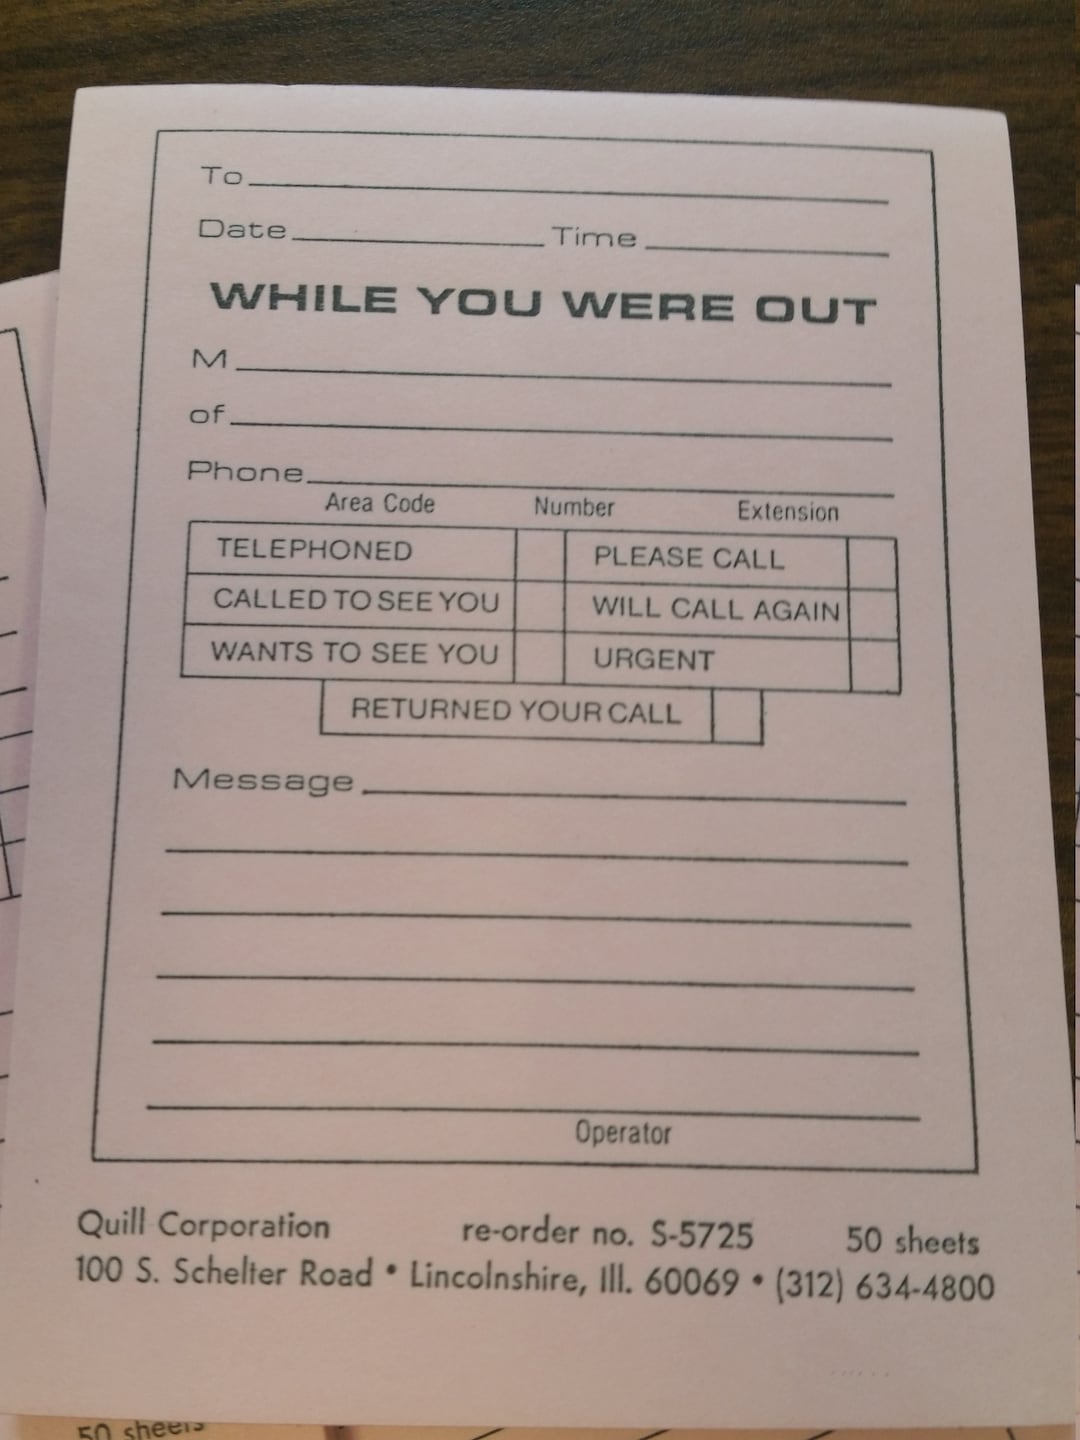 To
Date Time
WHILE YOU WERE OUT
M
of
Phone
Area Code Number Extension
TELEPHONED PLEASE CALL
CALLED TO SEE YOU WILL CALL AGAIN
WANTS TO SEE YOU URGENT
RETURNED YOUR CALL
Message
Operator
Quill Corporation re-order no. S-5725 50 sheets
100 S. Schelter Road • Lincolnshire, Ill. 60069 • (312) 634-4800
50 sheets